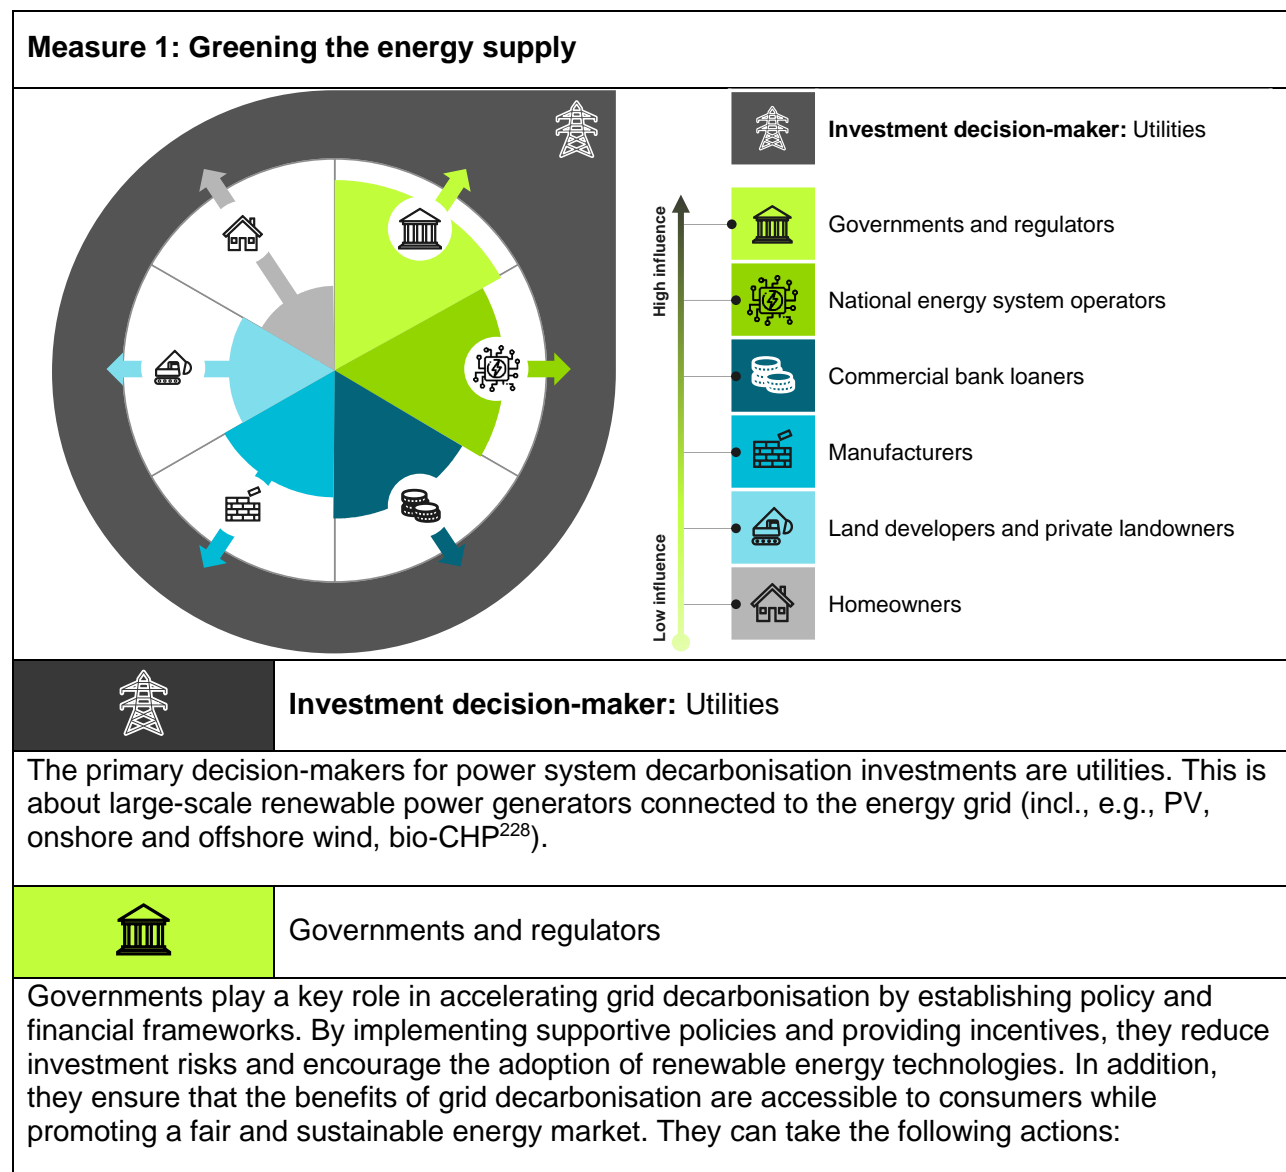 Measure 1: Greening the energy supply
Investment decision-maker: Utilities
High influence
Low influence
Governments and regulators
National energy system operators
Commercial bank loaners
Manufacturers
Land developers and private landowners
Homeowners
Investment decision-maker: Utilities
The primary decision-makers for power system decarbonisation investments are utilities. This is
about large-scale renewable power generators connected to the energy grid (incl., e.g., PV,
onshore and offshore wind, bio-CHP228).
Governments and regulators
Governments play a key role in accelerating grid decarbonisation by establishing policy and
financial frameworks. By implementing supportive policies and providing incentives, they reduce
investment risks and encourage the adoption of renewable energy technologies. In addition,
they ensure that the benefits of grid decarbonisation are accessible to consumers while
promoting a fair and sustainable energy market. They can take the following actions: